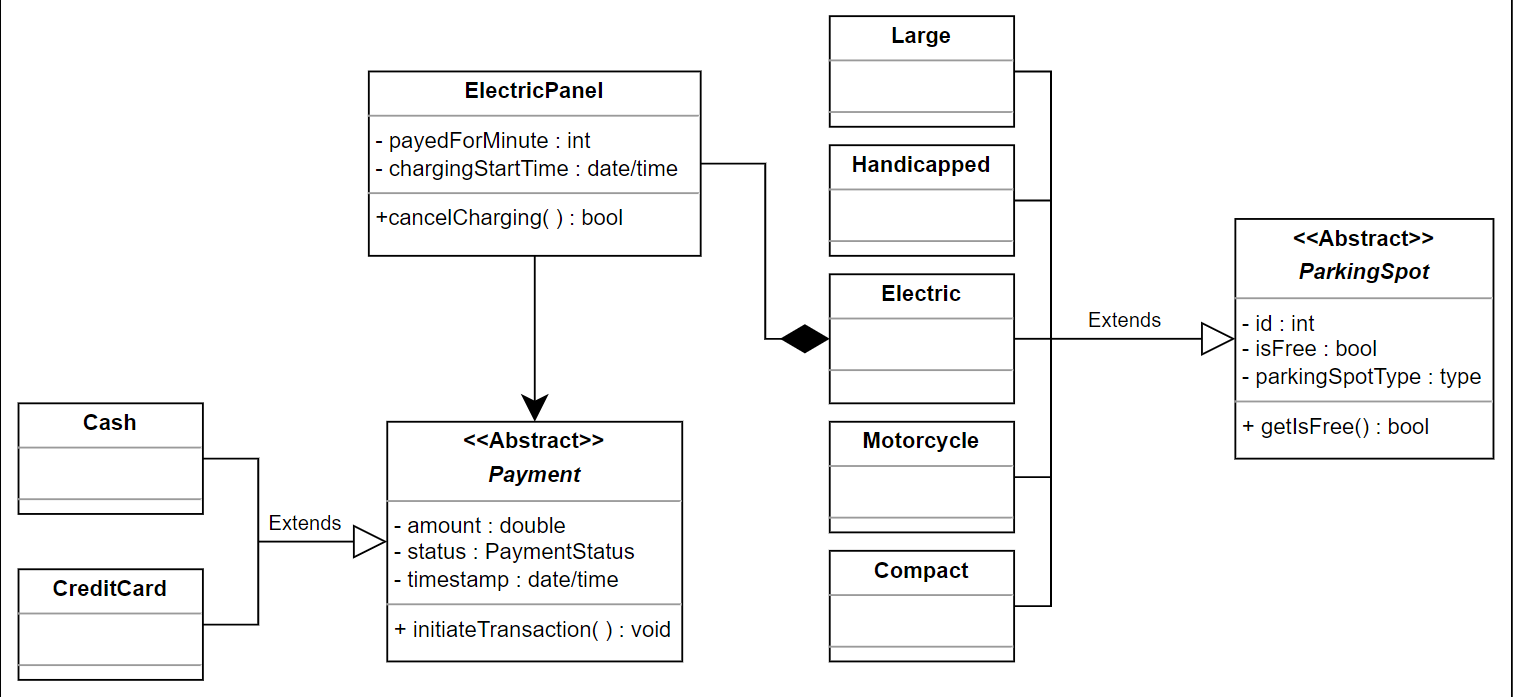 Large
ElectricPanel
- payedForMinute : int
- chargingStartTime : date/time
+cancelCharging( ) : bool
Handicapped
Electric
<<Abstract>>
ParkingSpot
- id : int
- isFree : bool
- parkingSpotType : type
+ getIsFree() : bool
Extends
Cash
CreditCard
Extends
<<Abstract>>
Payment
- amount : double
- status : PaymentStatus
- timestamp : date/time
+ initiateTransaction( ) : void
Motorcycle
Compact